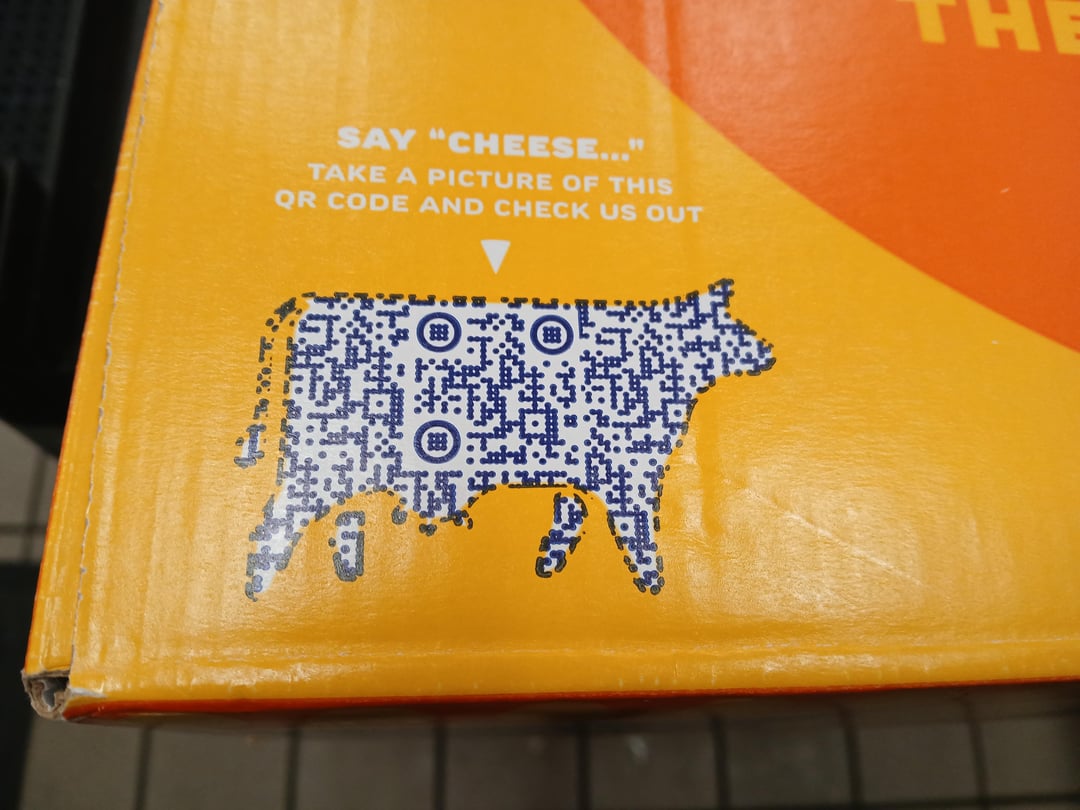 THE
SAY “CHEESE...”
TAKE A PICTURE OF THIS
QR CODE AND CHECK US OUT